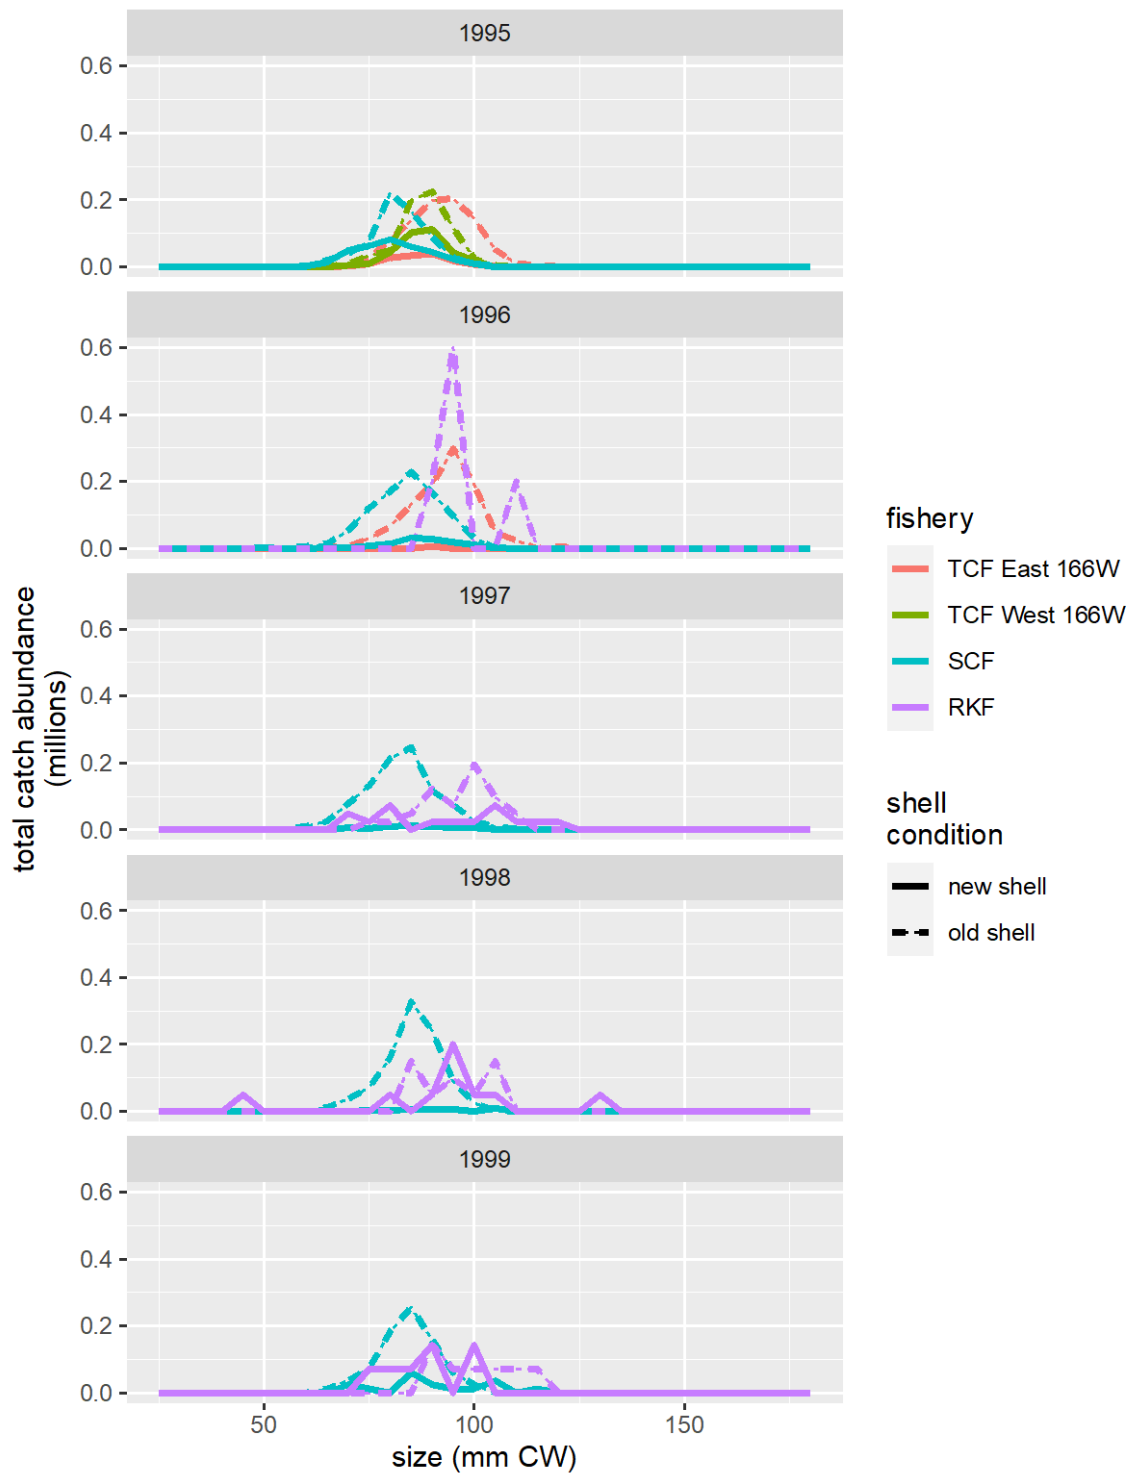 1995
0.6
0.4
0.2
0.0
1996
0.6
0.4
0.2
0.0
1997
0.6
0.4
0.2
0.0
1998
0.6
0.4
0.2
0.0
1999
0.6
0.4
0.2
0.0
50
100
150
size (mm CW)
total catch abundance
(millions)
fishery
TCF East 166W
TCF West 166W
SCF
RKF
shell
condition
new shell
old shell